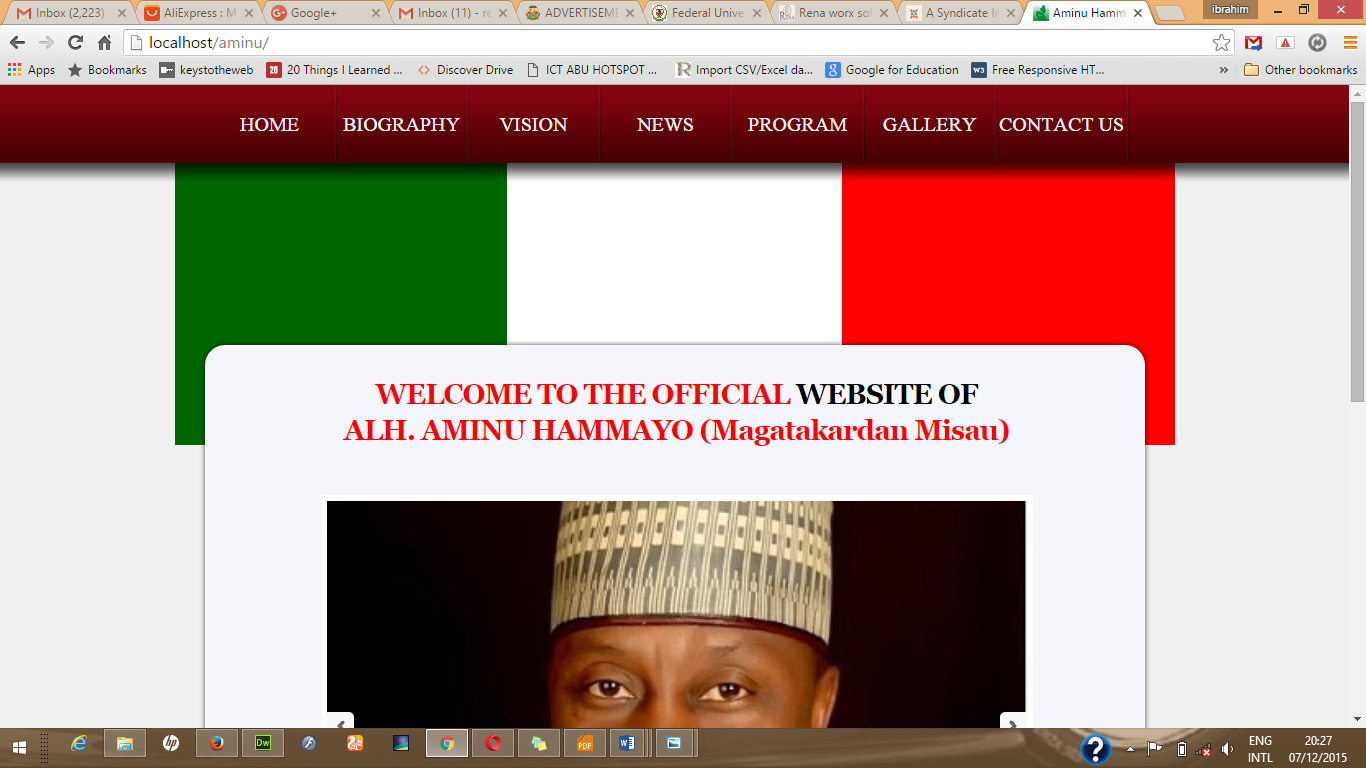 Inbox (2,223)
AliExpress : M
Google+
Inbox (11) - re
ADVERTISEME
Federal Unive
Rena worx sol
A Syndicate In
Aminu Hamm
ibrahim
localhost/aminu/
Apps
Bookmarks
keystotheweb
20 Things I Learned ...
Discover Drive
ICT ABU HOTSPOT ...
Import CSV/Excel da...
Google for Education
Free Responsive HT...
»
Other bookmarks
HOME
BIOGRAPHY
VISION
NEWS
PROGRAM
GALLERY
CONTACT US
WELCOME TO THE OFFICIAL WEBSITE OF
ALH. AMINU HAMMAYO (Magatakardan Misau)
ENG
INTL
20:27
07/12/2015